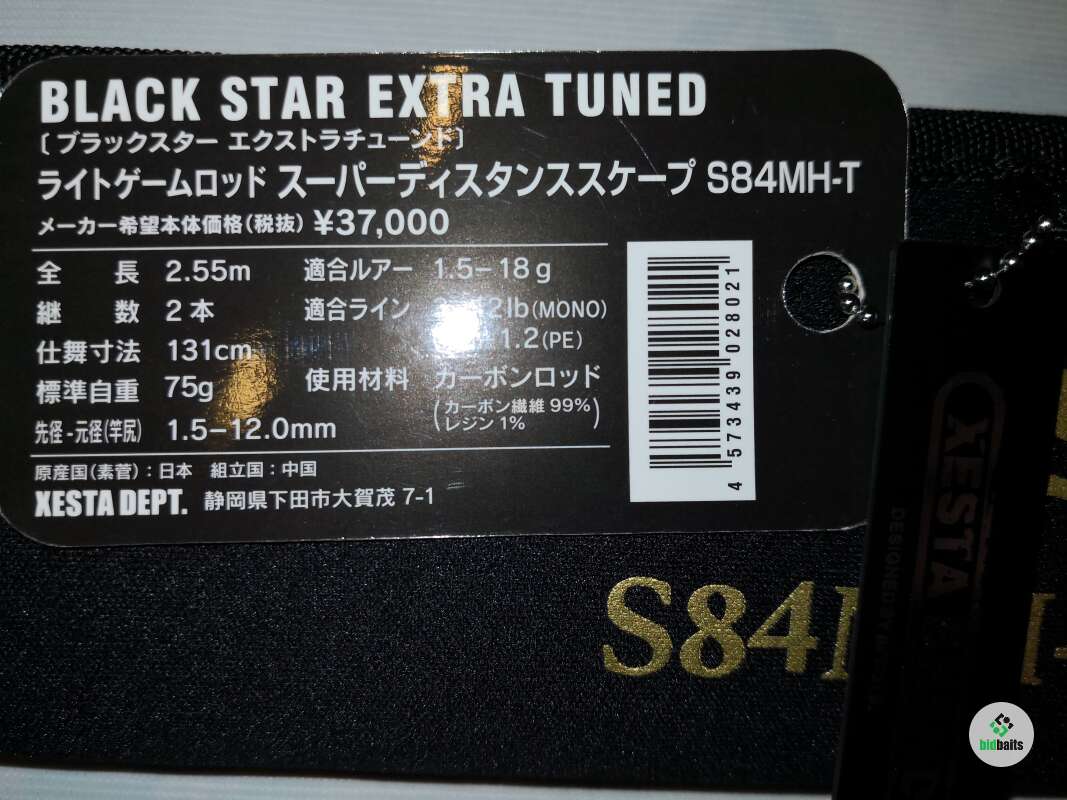 BLACK STAR EXTRA TUNED
〔ブラックスター エクストラチューンド〕
ライトゲームロッド スーパーディスタンススケープ S84MH-T
メーカー希望本体価格(税抜) ¥37,000
全長 2.55m 適合ルアー 1.5-18g
継数 2本 適合ライン lb(MONO)
1.2(PE)
仕舞寸法 131cm
標準自重 75g 使用材料 カーボンロッド
(カーボン繊維 99%
レジン 1%)
先径-元径(竿尻) 1.5-12.0mm
原産国(素菅):日本 組立国:中国
XESTA DEPT. 静岡県下田市大賀茂 7-1
4 573439 028021
XESTA
S84
bidbaits